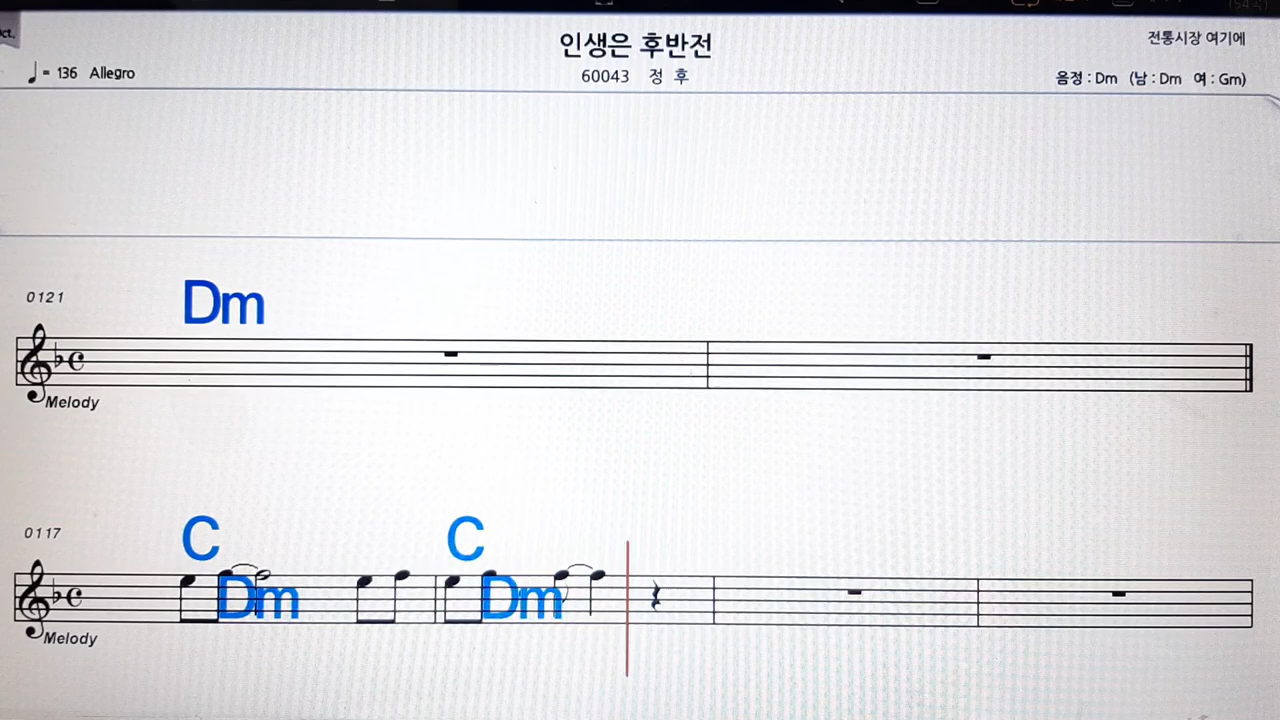 ct.
인생은 후반전
전통시장 여기에
♩= 136 Allegro
60043 정 후
음정 : Dm (남 : Dm 여 : Gm)
0121
Dm
Melody
0117
C C
Dm Dm
Melody